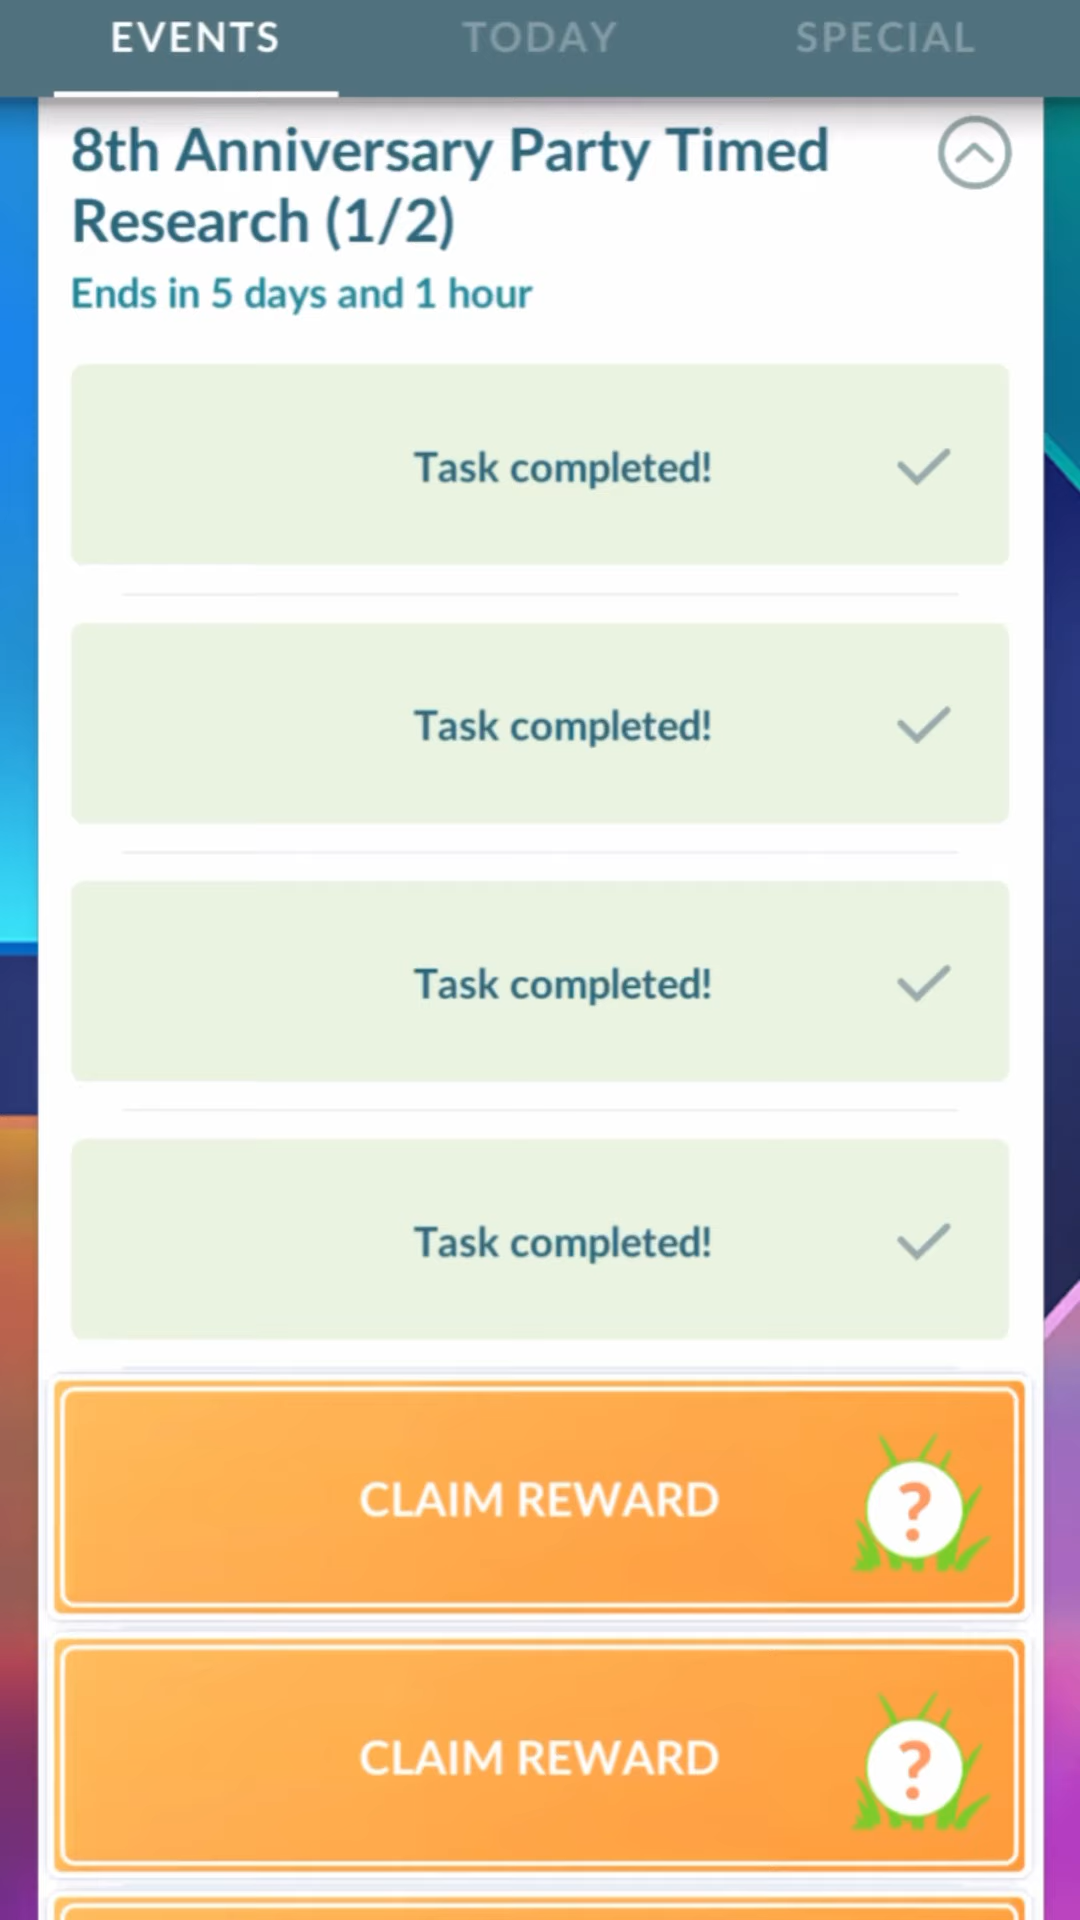 EVENTS TODAY SPECIAL
8th Anniversary Party Timed
Research (1/2)
Ends in 5 days and 1 hour
Task completed!
Task completed!
Task completed!
Task completed!
CLAIM REWARD ?
CLAIM REWARD ?